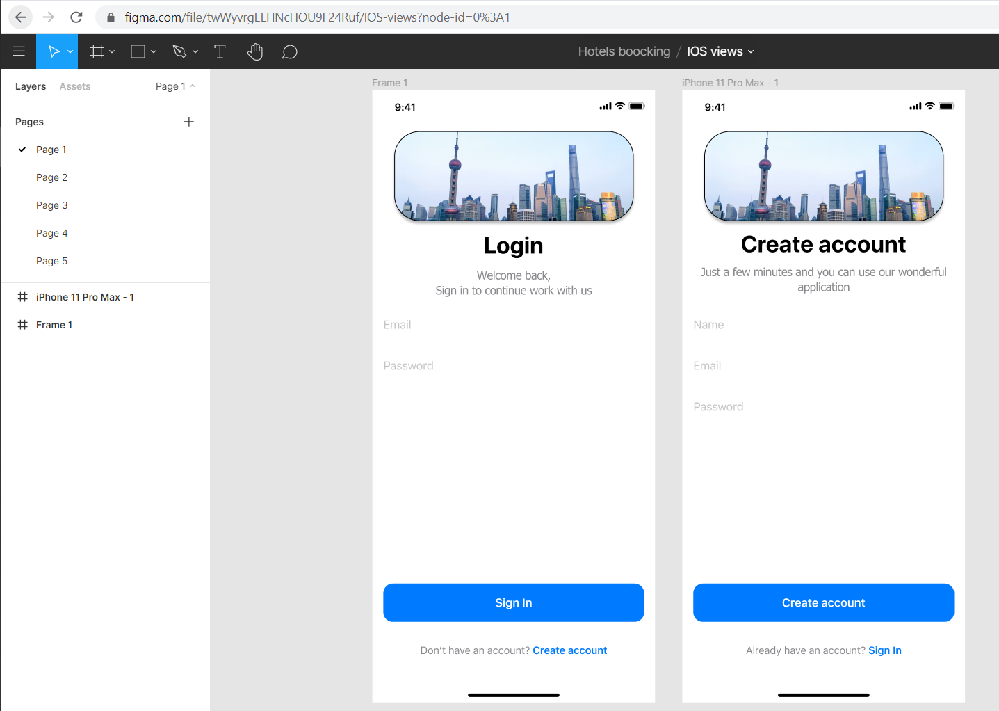 figma.com/file/twWyvrgELHNcHOU9F24Ruf/IOS-views?node-id=0%3A1
Hotels boocking / IOS views
Layers Assets Page 1
Pages
Page 1
Page 2
Page 3
Page 4
Page 5
iPhone 11 Pro Max - 1
Frame 1
Frame 1
9:41
Login
Welcome back,
Sign in to continue work with us
Email
Password
Sign In
Don't have an account? Create account
iPhone 11 Pro Max - 1
9:41
Create account
Just a few minutes and you can use our wonderful
application
Name
Email
Password
Create account
Already have an account? Sign In